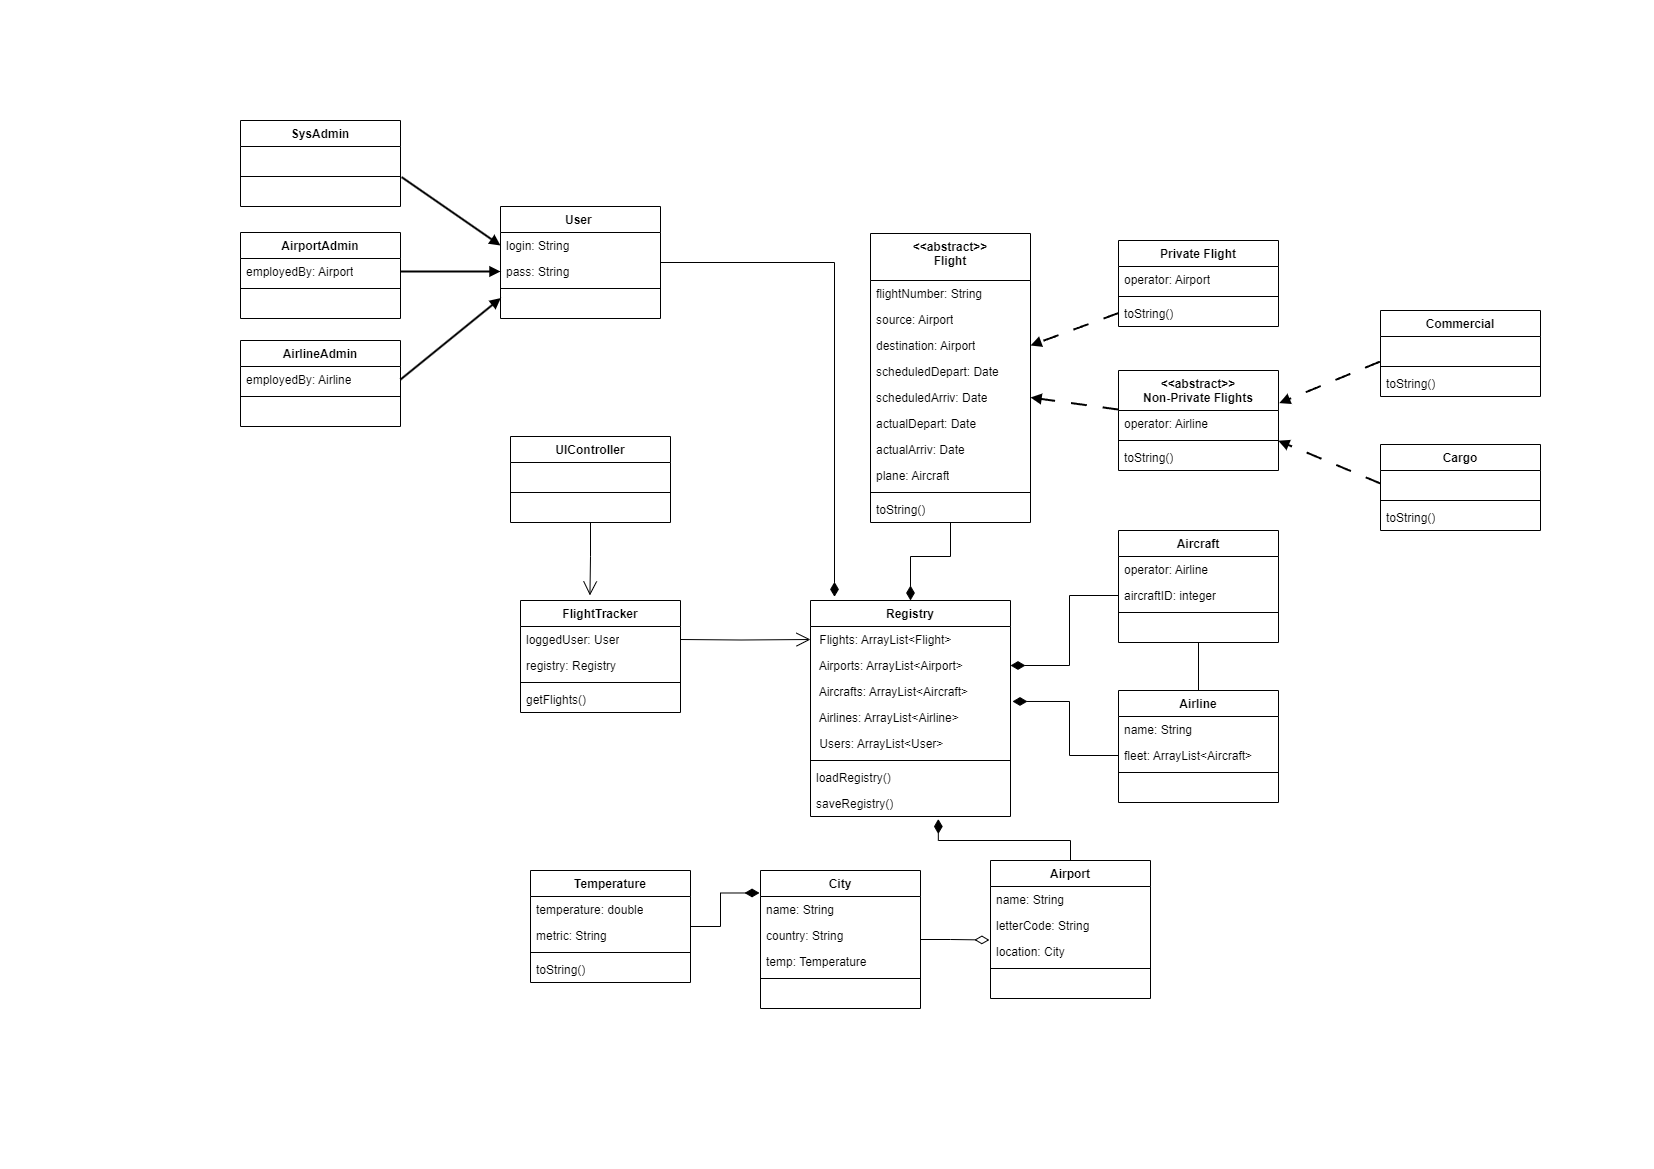 SysAdmin
AirportAdmin
employedBy: Airport
AirlineAdmin
employedBy: Airline
User
login: String
pass: String
UIController
FlightTracker
loggedUser: User
registry: Registry
getFlights()
<<abstract>>
Flight
flightNumber: String
source: Airport
destination: Airport
scheduledDepart: Date
scheduledArriv: Date
actualDepart: Date
actualArriv: Date
plane: Aircraft
toString()
Private Flight
operator: Airport
toString()
<<abstract>>
Non-Private Flights
operator: Airline
toString()
Commercial
toString()
Cargo
toString()
Registry
Flights: ArrayList<Flight>
Airports: ArrayList<Airport>
Aircrafts: ArrayList<Aircraft>
Airlines: ArrayList<Airline>
Users: ArrayList<User>
loadRegistry()
saveRegistry()
Aircraft
operator: Airline
aircraftID: integer
Airline
name: String
fleet: ArrayList<Aircraft>
Temperature
temperature: double
metric: String
toString()
City
name: String
country: String
temp: Temperature
Airport
name: String
letterCode: String
location: City